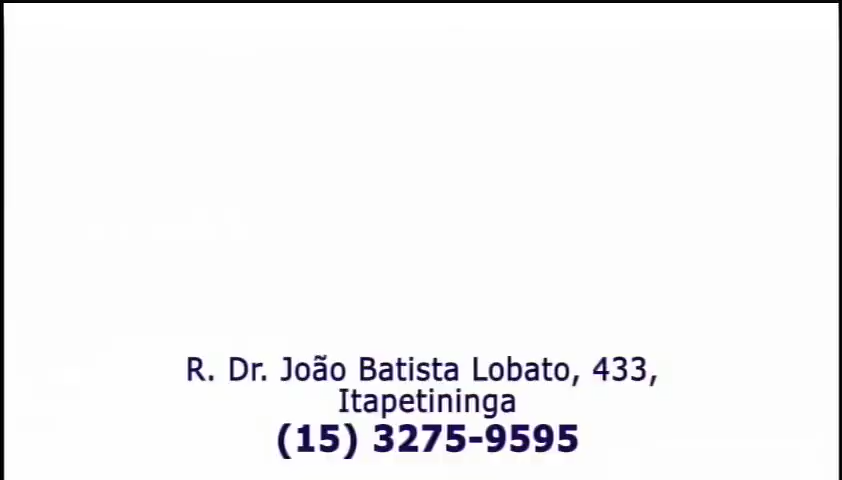 R. Dr. João Batista Lobato, 433,
Itapetininga
(15) 3275-9595